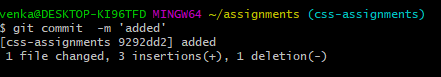 venka@DESKTOP-KI96TFD MINGW64 ~/assignments (css-assignments)
$ git commit  -m 'added'
[css-assignments 9292dd2] added
 1 file changed, 3 insertions(+), 1 deletion(-)